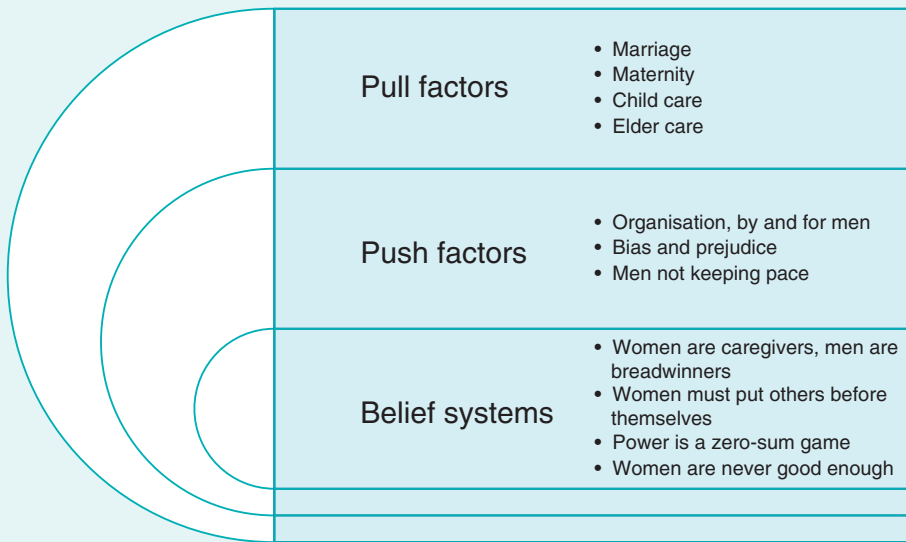 Pull factors
• Marriage
• Maternity
• Child care
• Elder care
Push factors
• Organisation, by and for men
• Bias and prejudice
• Men not keeping pace
Belief systems
• Women are caregivers, men are
breadwinners
• Women must put others before
themselves
• Power is a zero-sum game
• Women are never good enough